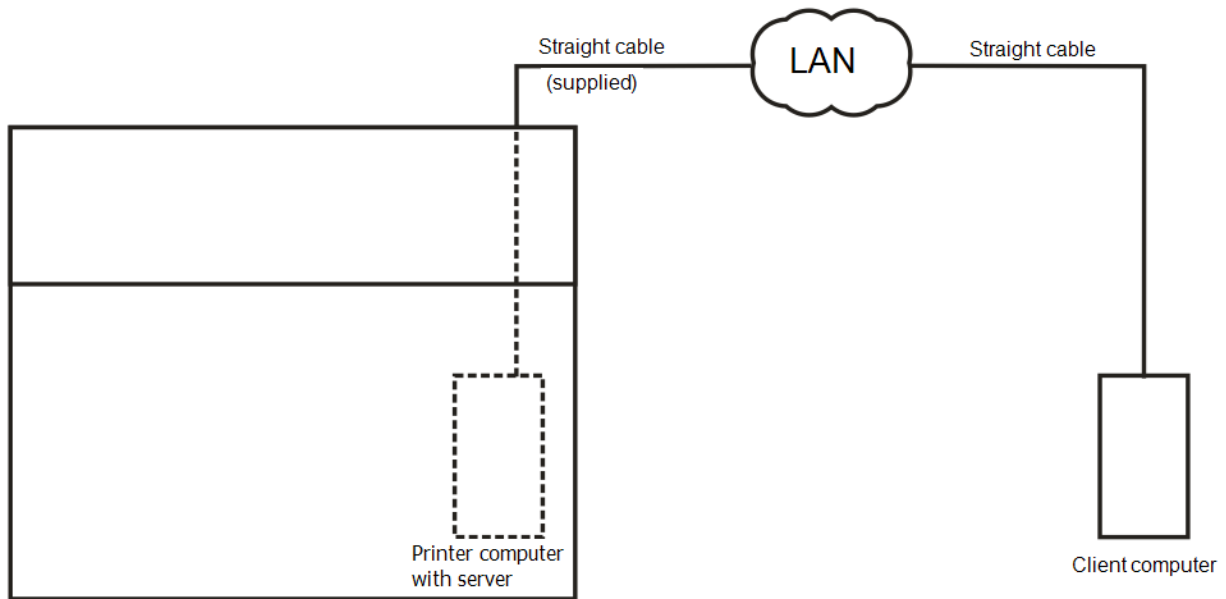 Straight cable
(supplied)
LAN
Straight cable
Printer computer
with server
Client computer